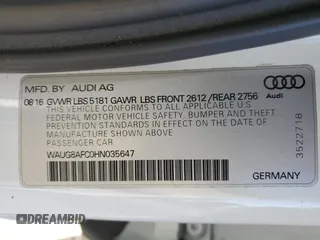 MFD. BY AUDI AG
08 16 GVWR LBS 5181 GAWR LBS FRONT 2612 /REAR 2756
THIS VEHICLE CONFORMS TO ALL APPLICABLE
FEDERAL MOTOR VEHICLE SAFETY, BUMPER AND THEFT
PREVENTION STANDARDS IN EFFECT ON THE
DATE OF MANUFACTURE SHOWN ABOVE.
PASSENGER CAR
WAUG8AFC0HN035647
Audi
3522718
GERMANY
DREAMBID